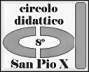 circolo
didattico
8°
San Pio X